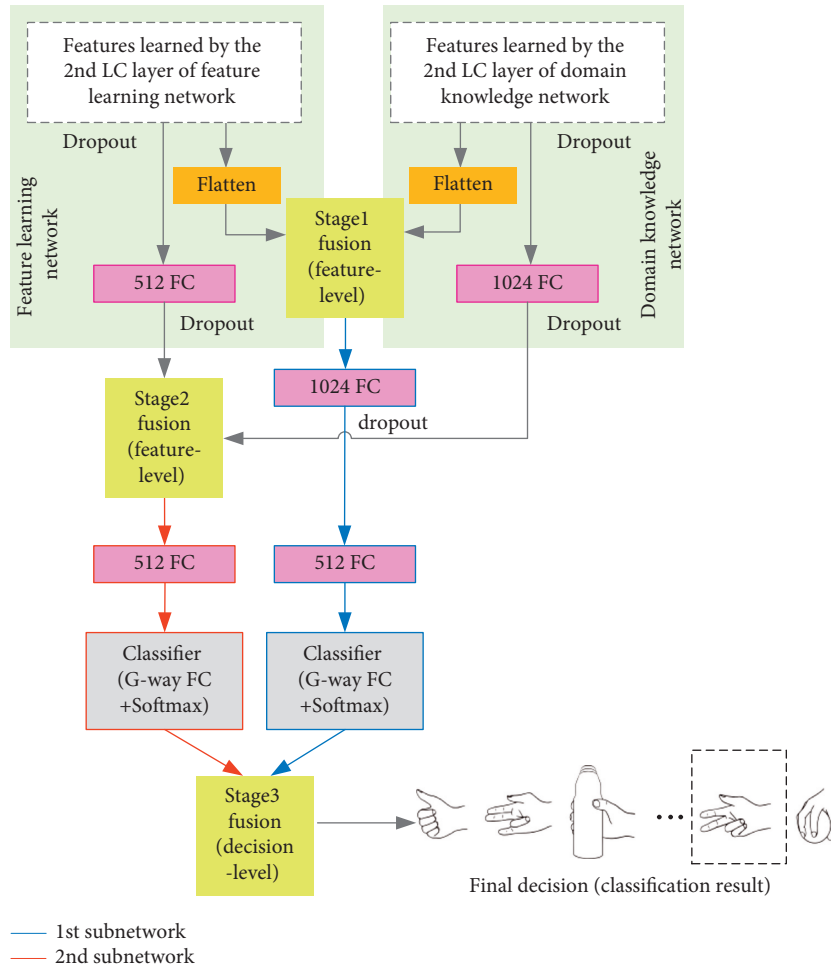 Features learned by the
2nd LC layer of feature
learning network
Features learned by the
2nd LC layer of domain
knowledge network
Dropout
Dropout
Flatten
Flatten
Feature learning
network
Domain knowledge
network
Stage1
fusion
(feature-
level)
512 FC
1024 FC
Dropout
Dropout
1024 FC
Stage2
fusion
(feature-
level)
dropout
512 FC
512 FC
Classifier
(G-way FC
+Softmax)
Classifier
(G-way FC
+Softmax)
Stage3
fusion
(decision
-level)
...
Final decision (classification result)
1st subnetwork
2nd subnetwork